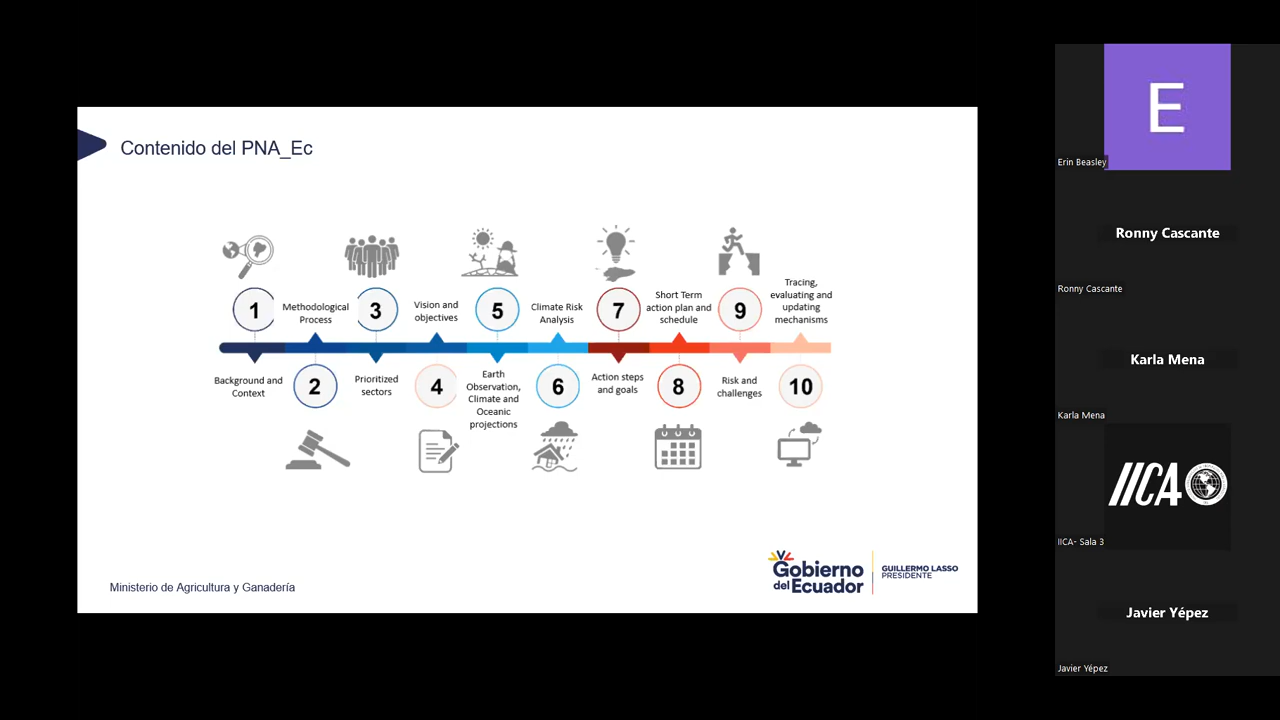 Contenido del PNA_Ec
1
Background and
Context
Methodological
Process
2
3
Prioritized
sectors
Vision and
objectives
4
5
Earth
Observation,
Climate and
Oceanic
projections
Climate Risk
Analysis
6
7
Action steps
and goals
Short Term
action plan and
schedule
8
9
Risk and
challenges
Tracing,
evaluating and
updating
mechanisms
10
Ministerio de Agricultura y Ganadería
Gobierno
del Ecuador
GUILLERMO LASSO
PRESIDENTE
E
Erin Beasley
Ronny Cascante
Ronny Cascante
Karla Mena
Karla Mena
IICA
IICA- Sala 3
Javier Yépez
Javier Yépez